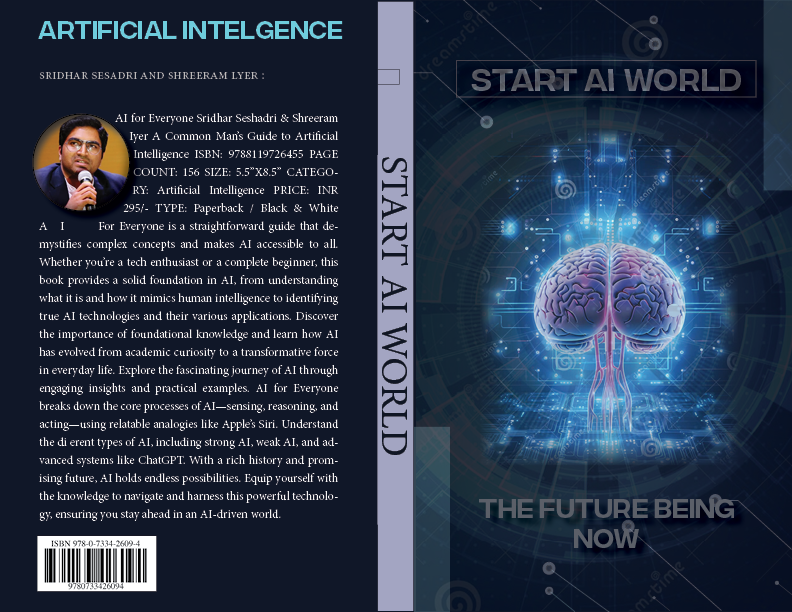 ARTIFICIAL INTELGENCE
SRIDHAR SESADRI AND SHREERAM LYER :
AI for Everyone Sridhar Seshadri & Shreeram
Iyer A Common Man's Guide to Artificial
Intelligence ISBN: 9788119726455 PAGE
COUNT: 156 SIZE: 5.5"X8.5" CATEGO-
RY: Artificial Intelligence PRICE: INR
295/- TYPE: Paperback / Black & White
A I For Everyone is a straightforward guide that de-
mystifies complex concepts and makes AI accessible to all.
Whether you're a tech enthusiast or a complete beginner, this
book provides a solid foundation in AI, from understanding
what it is and how it mimics human intelligence to identifying
true AI technologies and their various applications. Discover
the importance of foundational knowledge and learn how AI
has evolved from academic curiosity to a transformative force
in everyday life. Explore the fascinating journey of AI through
engaging insights and practical examples. AI for Everyone
breaks down the core processes of AI—sensing, reasoning, and
acting—using relatable analogies like Apple's Siri. Understand
the di erent types of AI, including strong AI, weak AI, and ad-
vanced systems like ChatGPT. With a rich history and prom-
ising future, AI holds endless possibilities. Equip yourself with
the knowledge to navigate and harness this powerful technolo-
gy, ensuring you stay ahead in an AI-driven world.
ISBN 978-0-7334-2609-4
9780733426094
START AI WORLD
START AI WORLD
THE FUTURE BEING
NOW
dreamstime
dreamstime